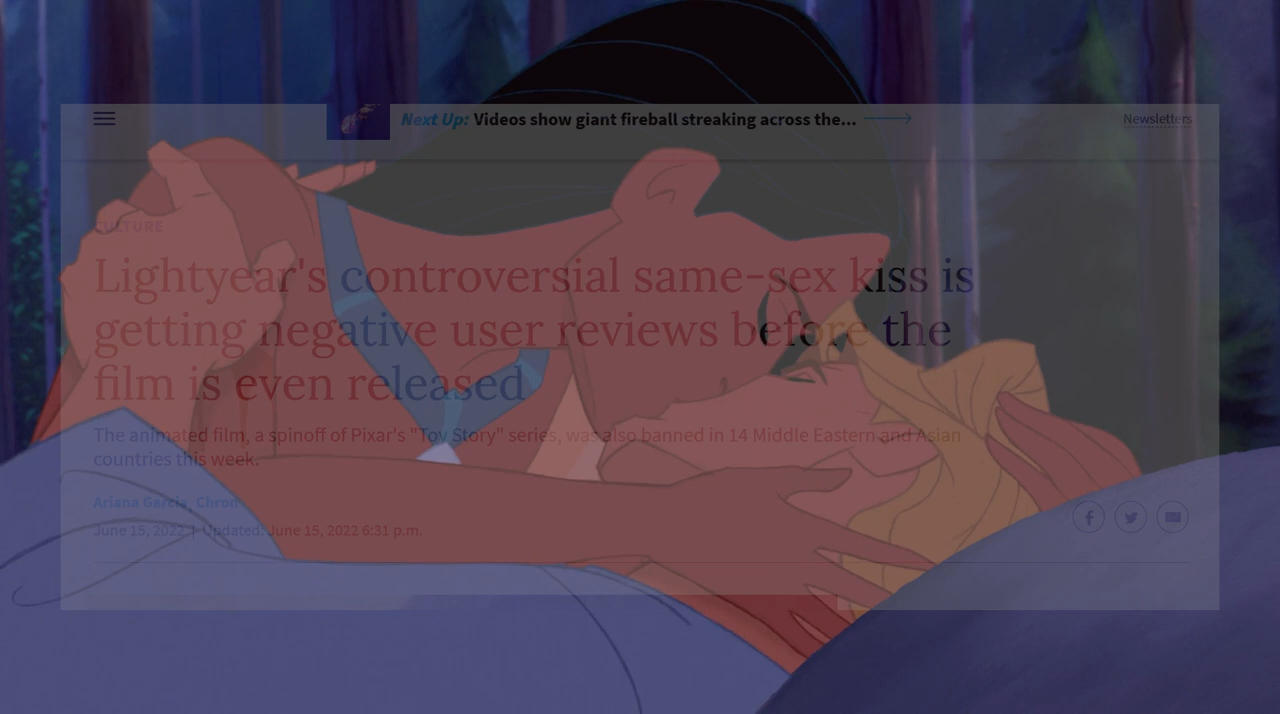 Next Up: Videos show giant fireball streaking across the...
Newsletters
CULTURE
Lightyear's controversial same-sex kiss is
getting negative user reviews before the
film is even released
The animated film, a spinoff of Pixar's "Toy Story" series, was also banned in 14 Middle Eastern and Asian
countries this week.
Ariana Garcia, Chron
June 15, 2022 | Updated: June 15, 2022 6:31 p.m.